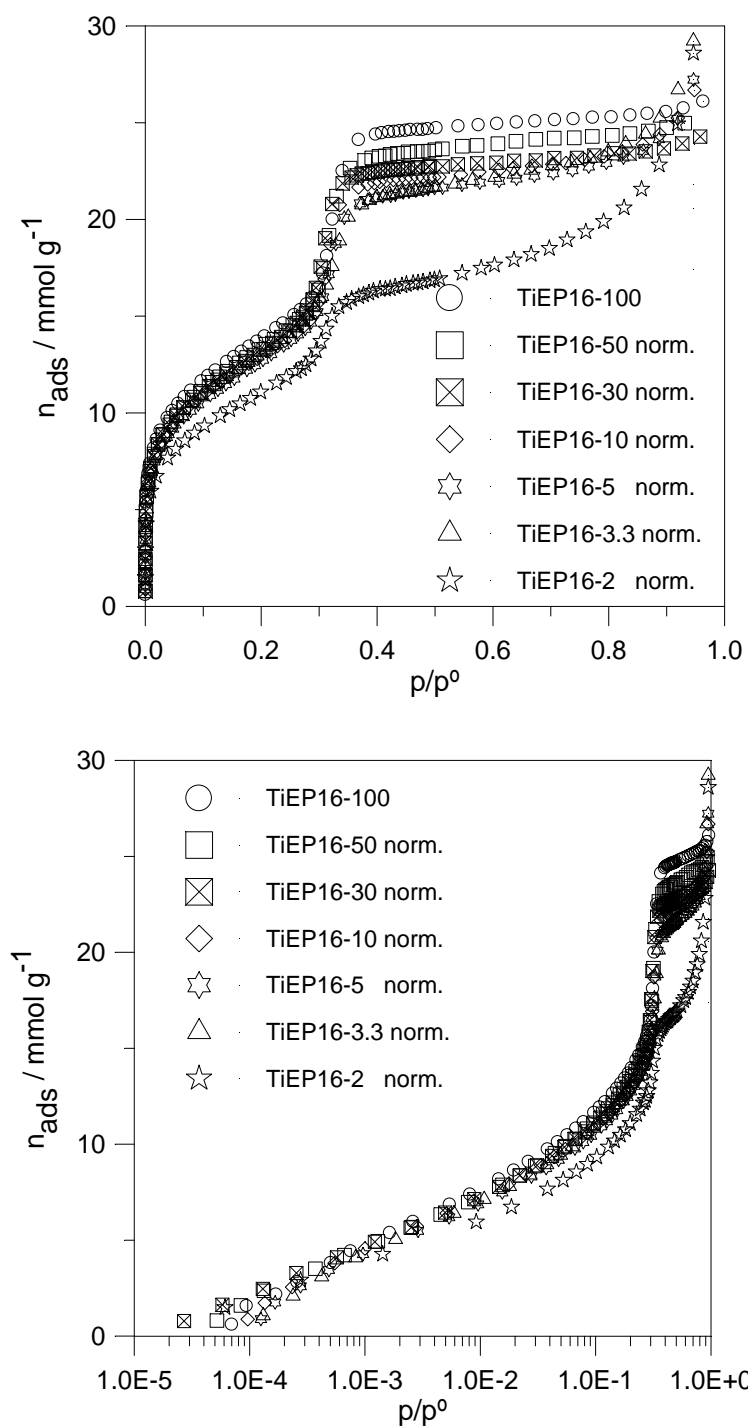 30
20
10
0
n_ads / mmol g⁻¹
TiEP16-100
TiEP16-50 norm.
TiEP16-30 norm.
TiEP16-10 norm.
TiEP16-5 norm.
TiEP16-3.3 norm.
TiEP16-2 norm.
0.0 0.2 0.4 0.6 0.8 1.0
p/pº
30
20
10
0
n_ads / mmol g⁻¹
TiEP16-100
TiEP16-50 norm.
TiEP16-30 norm.
TiEP16-10 norm.
TiEP16-5 norm.
TiEP16-3.3 norm.
TiEP16-2 norm.
1.0E-5 1.0E-4 1.0E-3 1.0E-2 1.0E-1 1.0E+0
p/pº